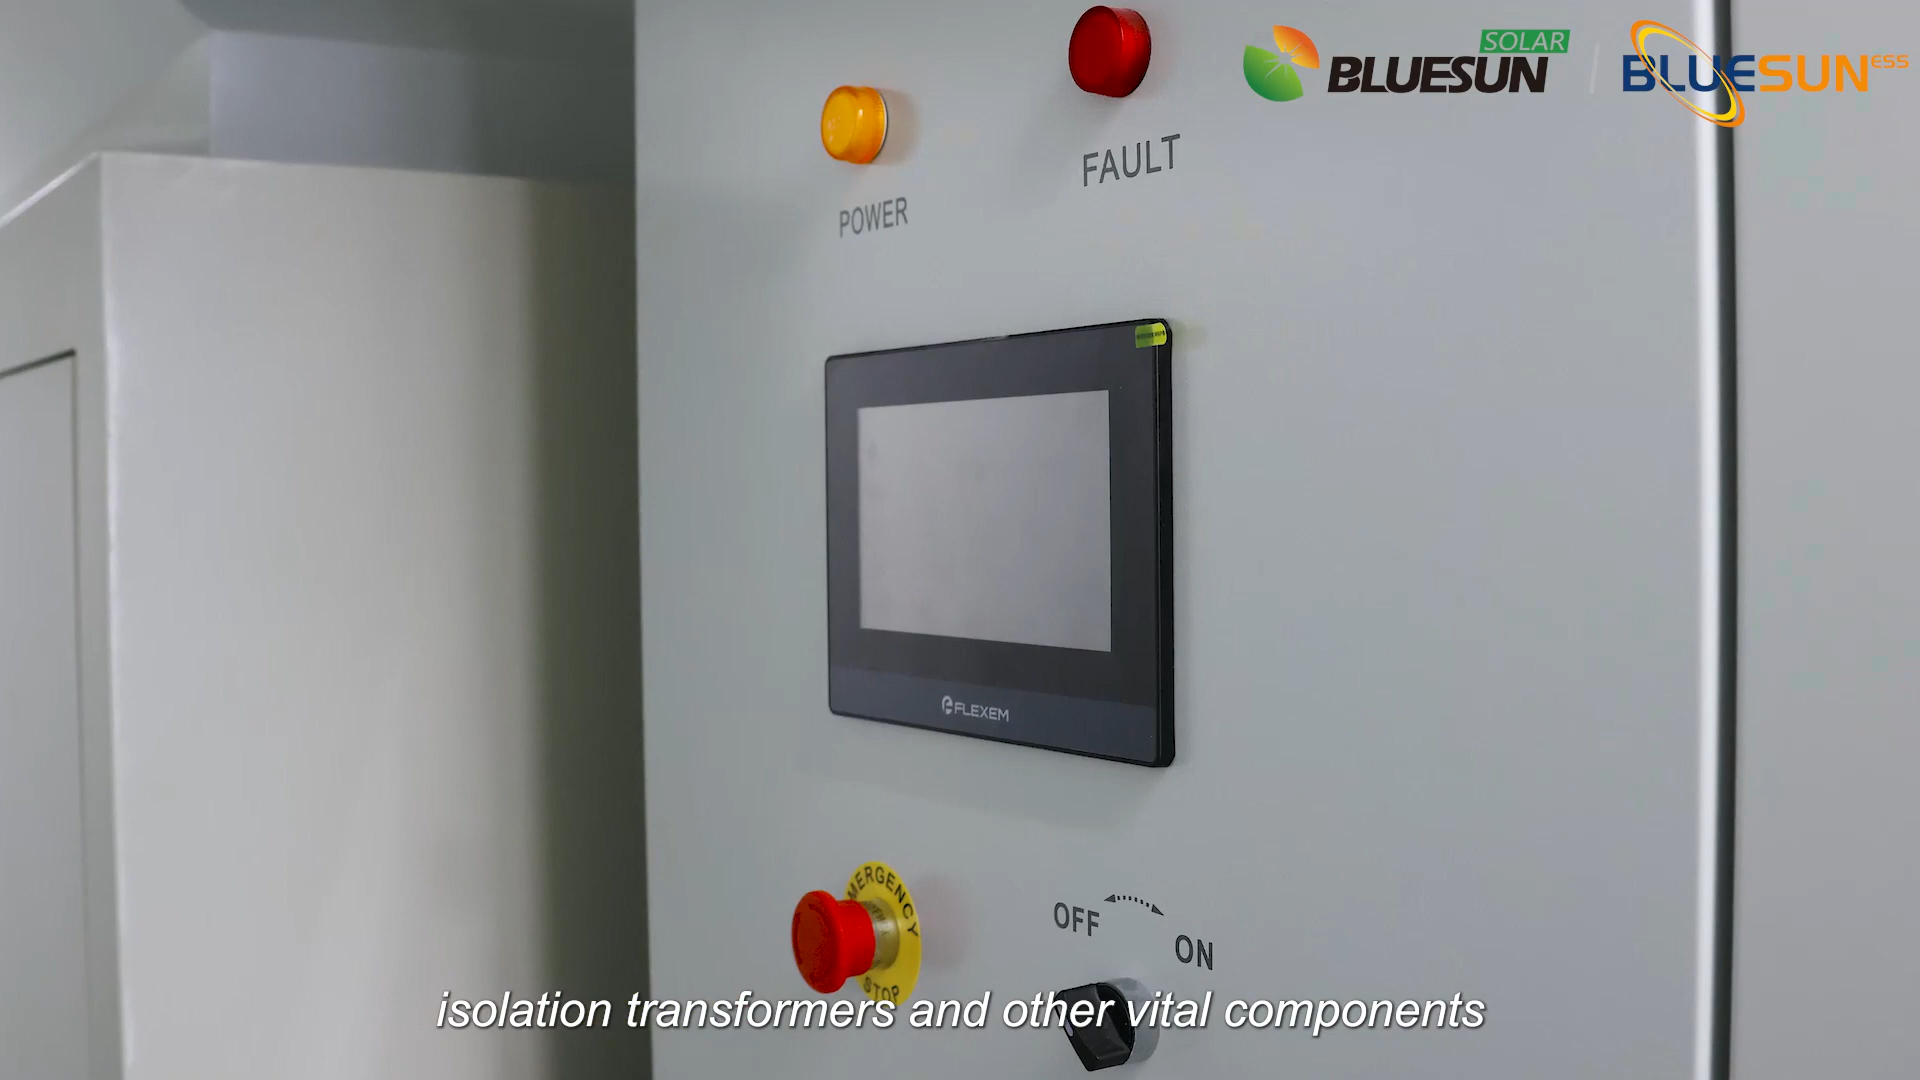 SOLAR
BLUESUN
BLUESUN ESS
FAULT
POWER
FLEXEM
EMERGENCY
STOP
OFF
ON
isolation transformers and other vital components